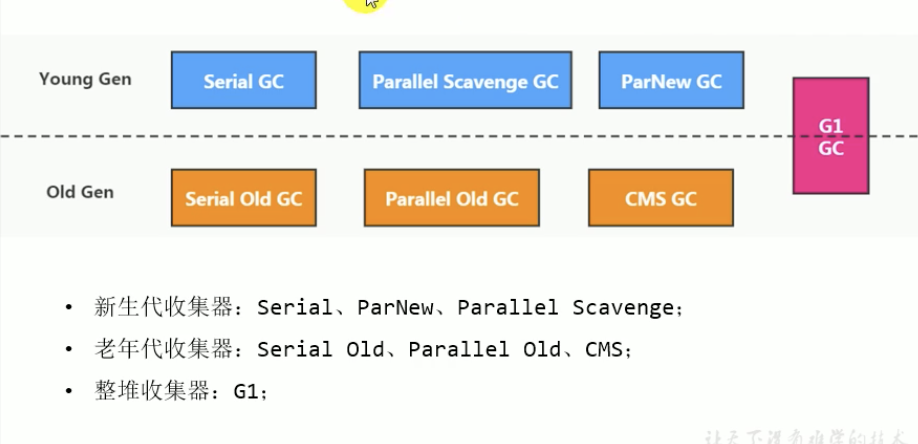 Young Gen
Serial GC
Parallel Scavenge GC
ParNew GC
G1
GC
Old Gen
Serial Old GC
Parallel Old GC
CMS GC
• 新生代收集器：Serial、ParNew、Parallel Scavenge；
• 老年代收集器：Serial Old、Parallel Old、CMS；
• 整堆收集器：G1；
让天下没有难学的技术